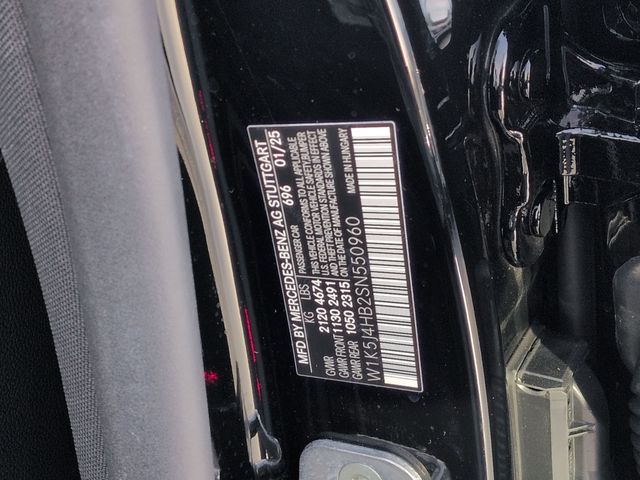 MFD BY MERCEDES-BENZ AG STUTTGART
PASSENGER CAR 696 01/25
KG LBS
GVWR 2120 4674
GAWR FRONT 1130 2491
GAWR REAR 1050 2315
THIS VEHICLE CONFORMS TO ALL APPLICABLE
U.S. FEDERAL MOTOR VEHICLE SAFETY, BUMPER
AND THEFT PREVENTION STANDARDS IN EFFECT
ON THE DATE OF MANUFACTURE SHOWN ABOVE
W1K5J4HB2SN550960 MADE IN HUNGARY